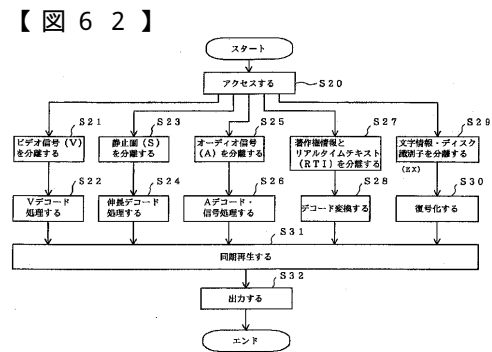 【図６２】
スタート
アクセスする
S20
S21
S23
S25
S27
S29
ビデオ信号(V)
を分離する
静止画(S)
を分離する
オーディオ信号
(A)を分離する
著作権情報と
リアルタイムテキスト
(RTI)を分離する
文字情報・ディスク
識別子を分離する
(EX)
S22
S24
S26
S28
S30
Vデコード
処理する
伸長デコード
処理する
Aデコード・
信号処理する
デコード変換する
復号化する
S31
同期再生する
S32
出力する
エンド